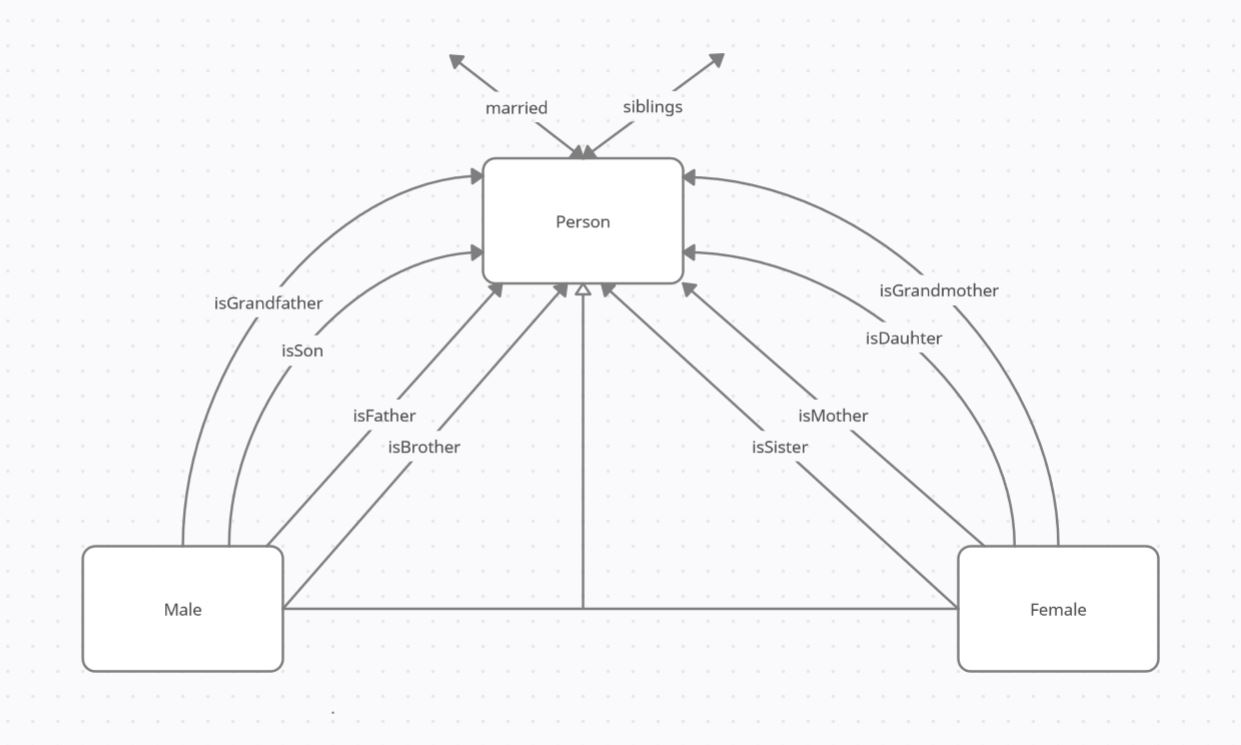 married
siblings
Person
isGrandfather
isGrandmother
isSon
isDauhter
isFather
isMother
isBrother
isSister
Male
Female